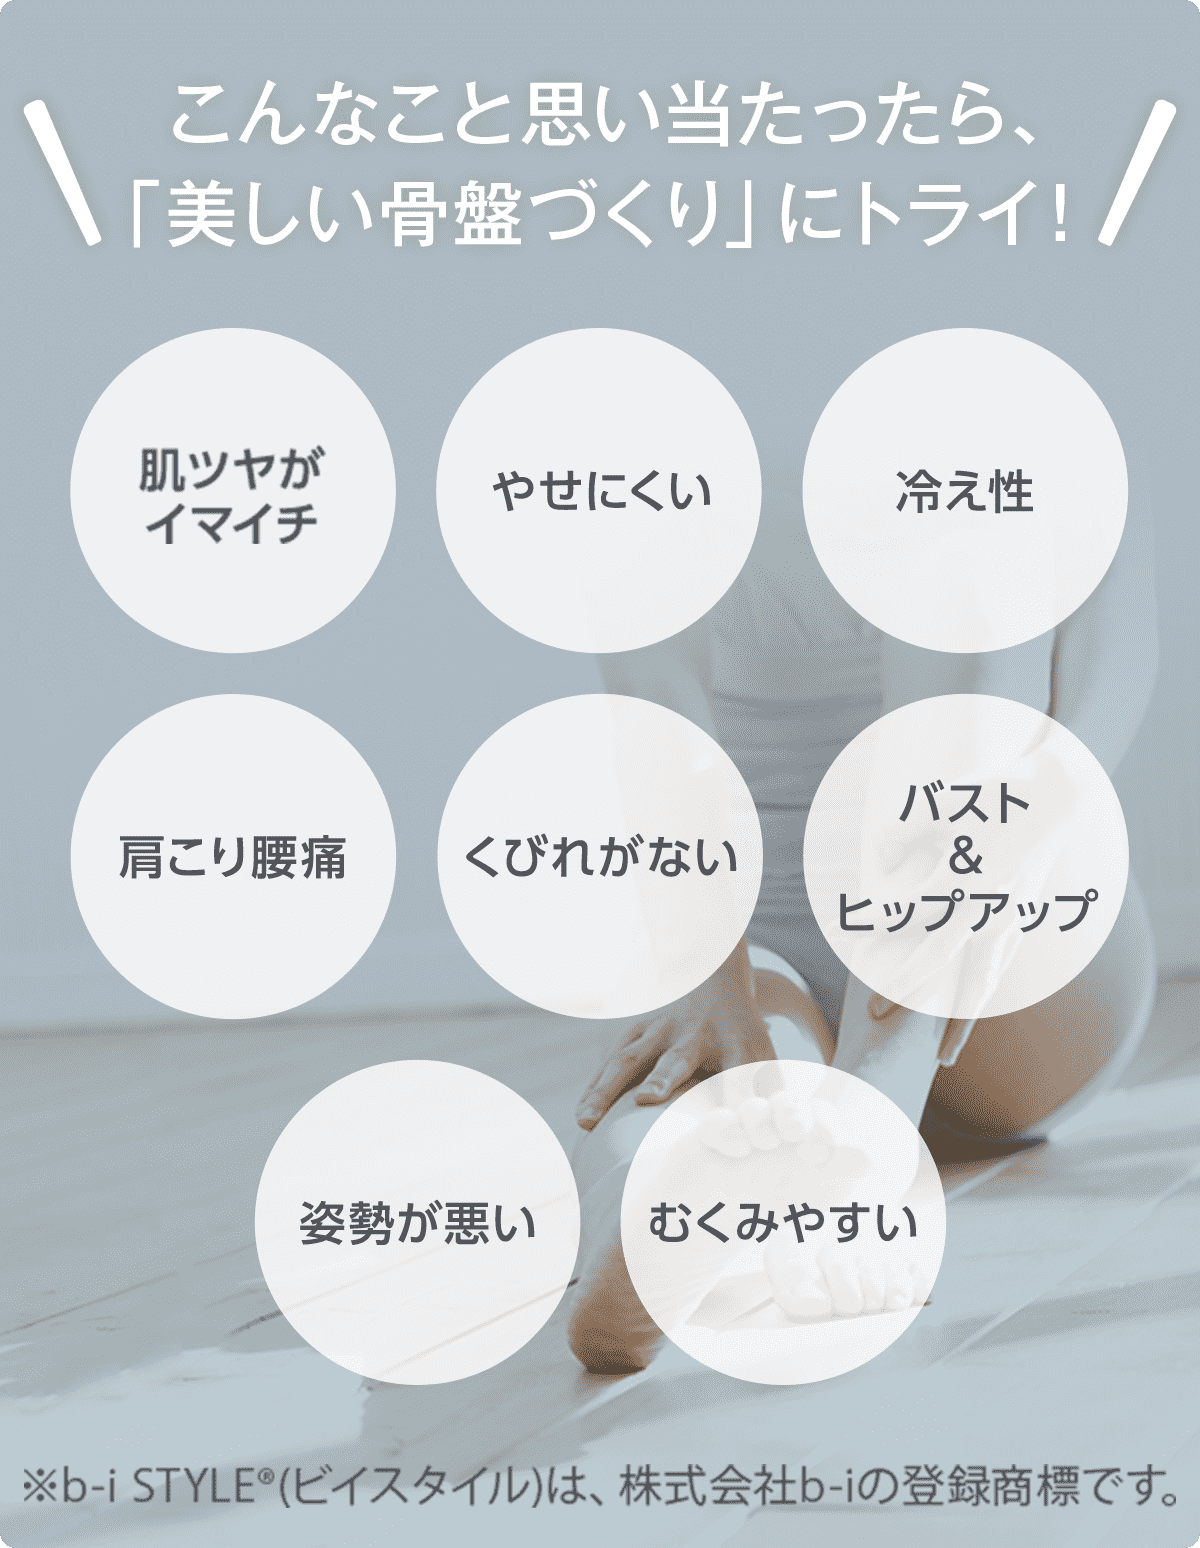 こんなこと思い当たったら、
「美しい骨盤づくり」にトライ!
肌ツヤが
イマイチ
やせにくい
冷え性
肩こり腰痛
くびれがない
バスト
&
ヒップアップ
姿勢が悪い
むくみやすい
※b-i STYLE®(ビイスタイル)は、株式会社b-iの登録商標です。